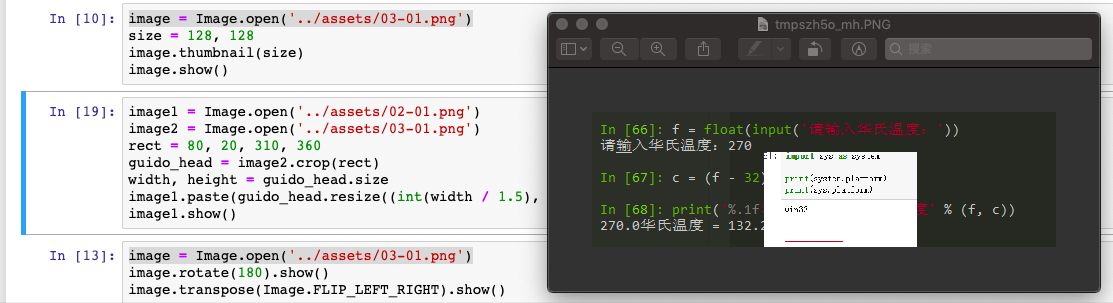 In [10]: image = Image.open('../assets/03-01.png')
size = 128, 128
image.thumbnail(size)
image.show()
In [19]: image1 = Image.open('../assets/02-01.png')
image2 = Image.open('../assets/03-01.png')
rect = 80, 20, 310, 360
guido_head = image2.crop(rect)
width, height = guido_head.size
image1.paste(guido_head.resize((int(width / 1.5),
image1.show()
In [13]: image = Image.open('../assets/03-01.png')
image.rotate(180).show()
image.transpose(Image.FLIP_LEFT_RIGHT).show()
tmpszh5o_mh.PNG
搜索
In [66]: f = float(input('请输入华氏温度: '))
请输入华氏温度: 270
In [67]: c = (f - 32)
In [68]: print('%.1f 度' % (f, c))
270.0华氏温度 = 132.2
import sys as system
print(system.platform)
print(sys.platform)
win32